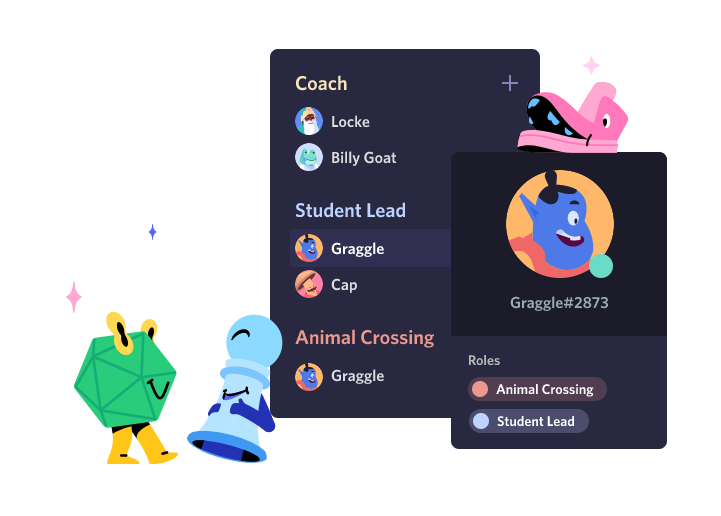 Coach
Locke
Billy Goat
Student Lead
Graggle
Cap
Animal Crossing
Graggle
Graggle#2873
Roles
Animal Crossing
Student Lead